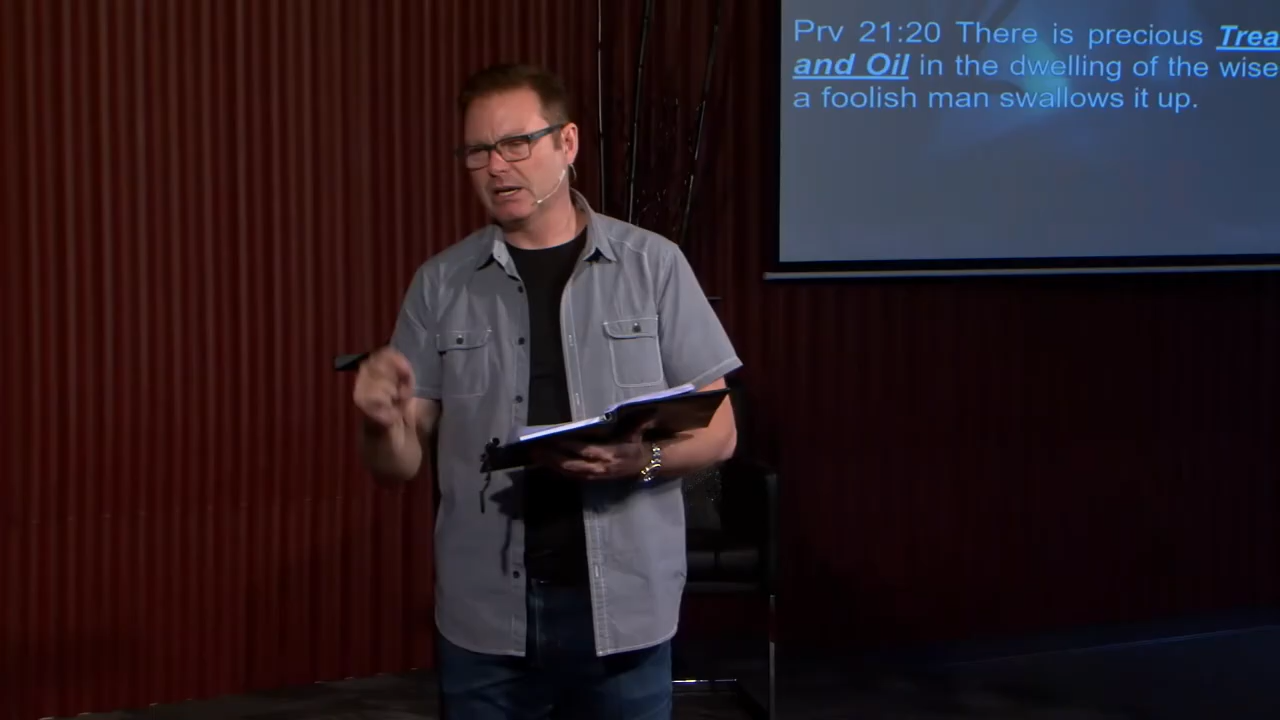 Prv 21:20 There is precious Trea
and Oil in the dwelling of the wise
a foolish man swallows it up.